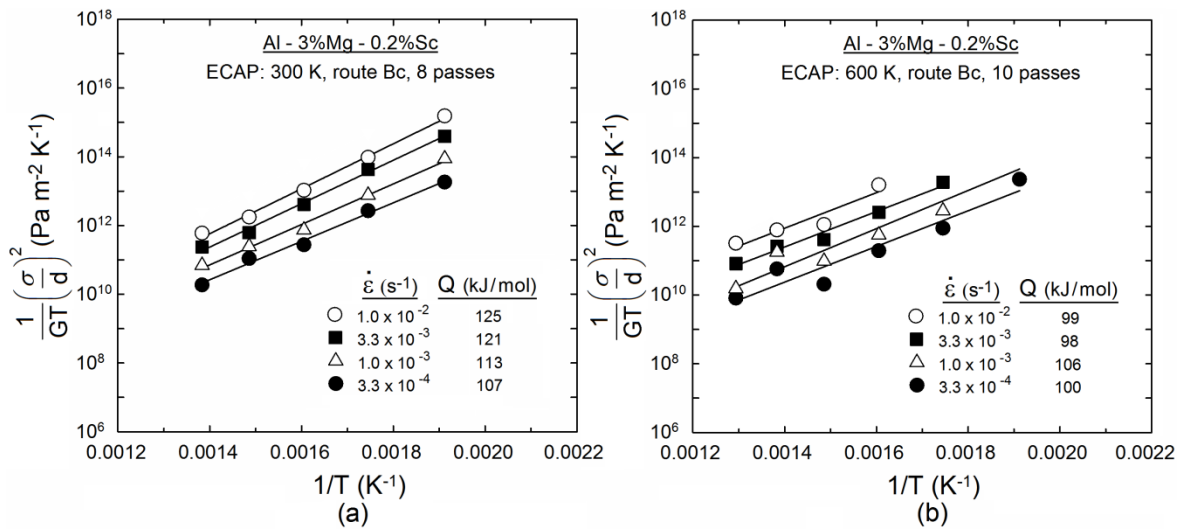 10^18
10^16
10^14
10^12
10^10
10^8
10^6
1/GT (σ/d)^2 (Pa m^-2 K^-1)
Al - 3%Mg - 0.2%Sc
ECAP: 300 K, route Bc, 8 passes
ε̇ (s^-1) Q (kJ/mol)
1.0 x 10^-2 125
3.3 x 10^-3 121
1.0 x 10^-3 113
3.3 x 10^-4 107
0.0012 0.0014 0.0016 0.0018 0.0020 0.0022
1/T (K^-1)
(a)
10^18
10^16
10^14
10^12
10^10
10^8
10^6
1/GT (σ/d)^2 (Pa m^-2 K^-1)
Al - 3%Mg - 0.2%Sc
ECAP: 600 K, route Bc, 10 passes
ε̇ (s^-1) Q (kJ/mol)
1.0 x 10^-2 99
3.3 x 10^-3 98
1.0 x 10^-3 106
3.3 x 10^-4 100
0.0012 0.0014 0.0016 0.0018 0.0020 0.0022
1/T (K^-1)
(b)